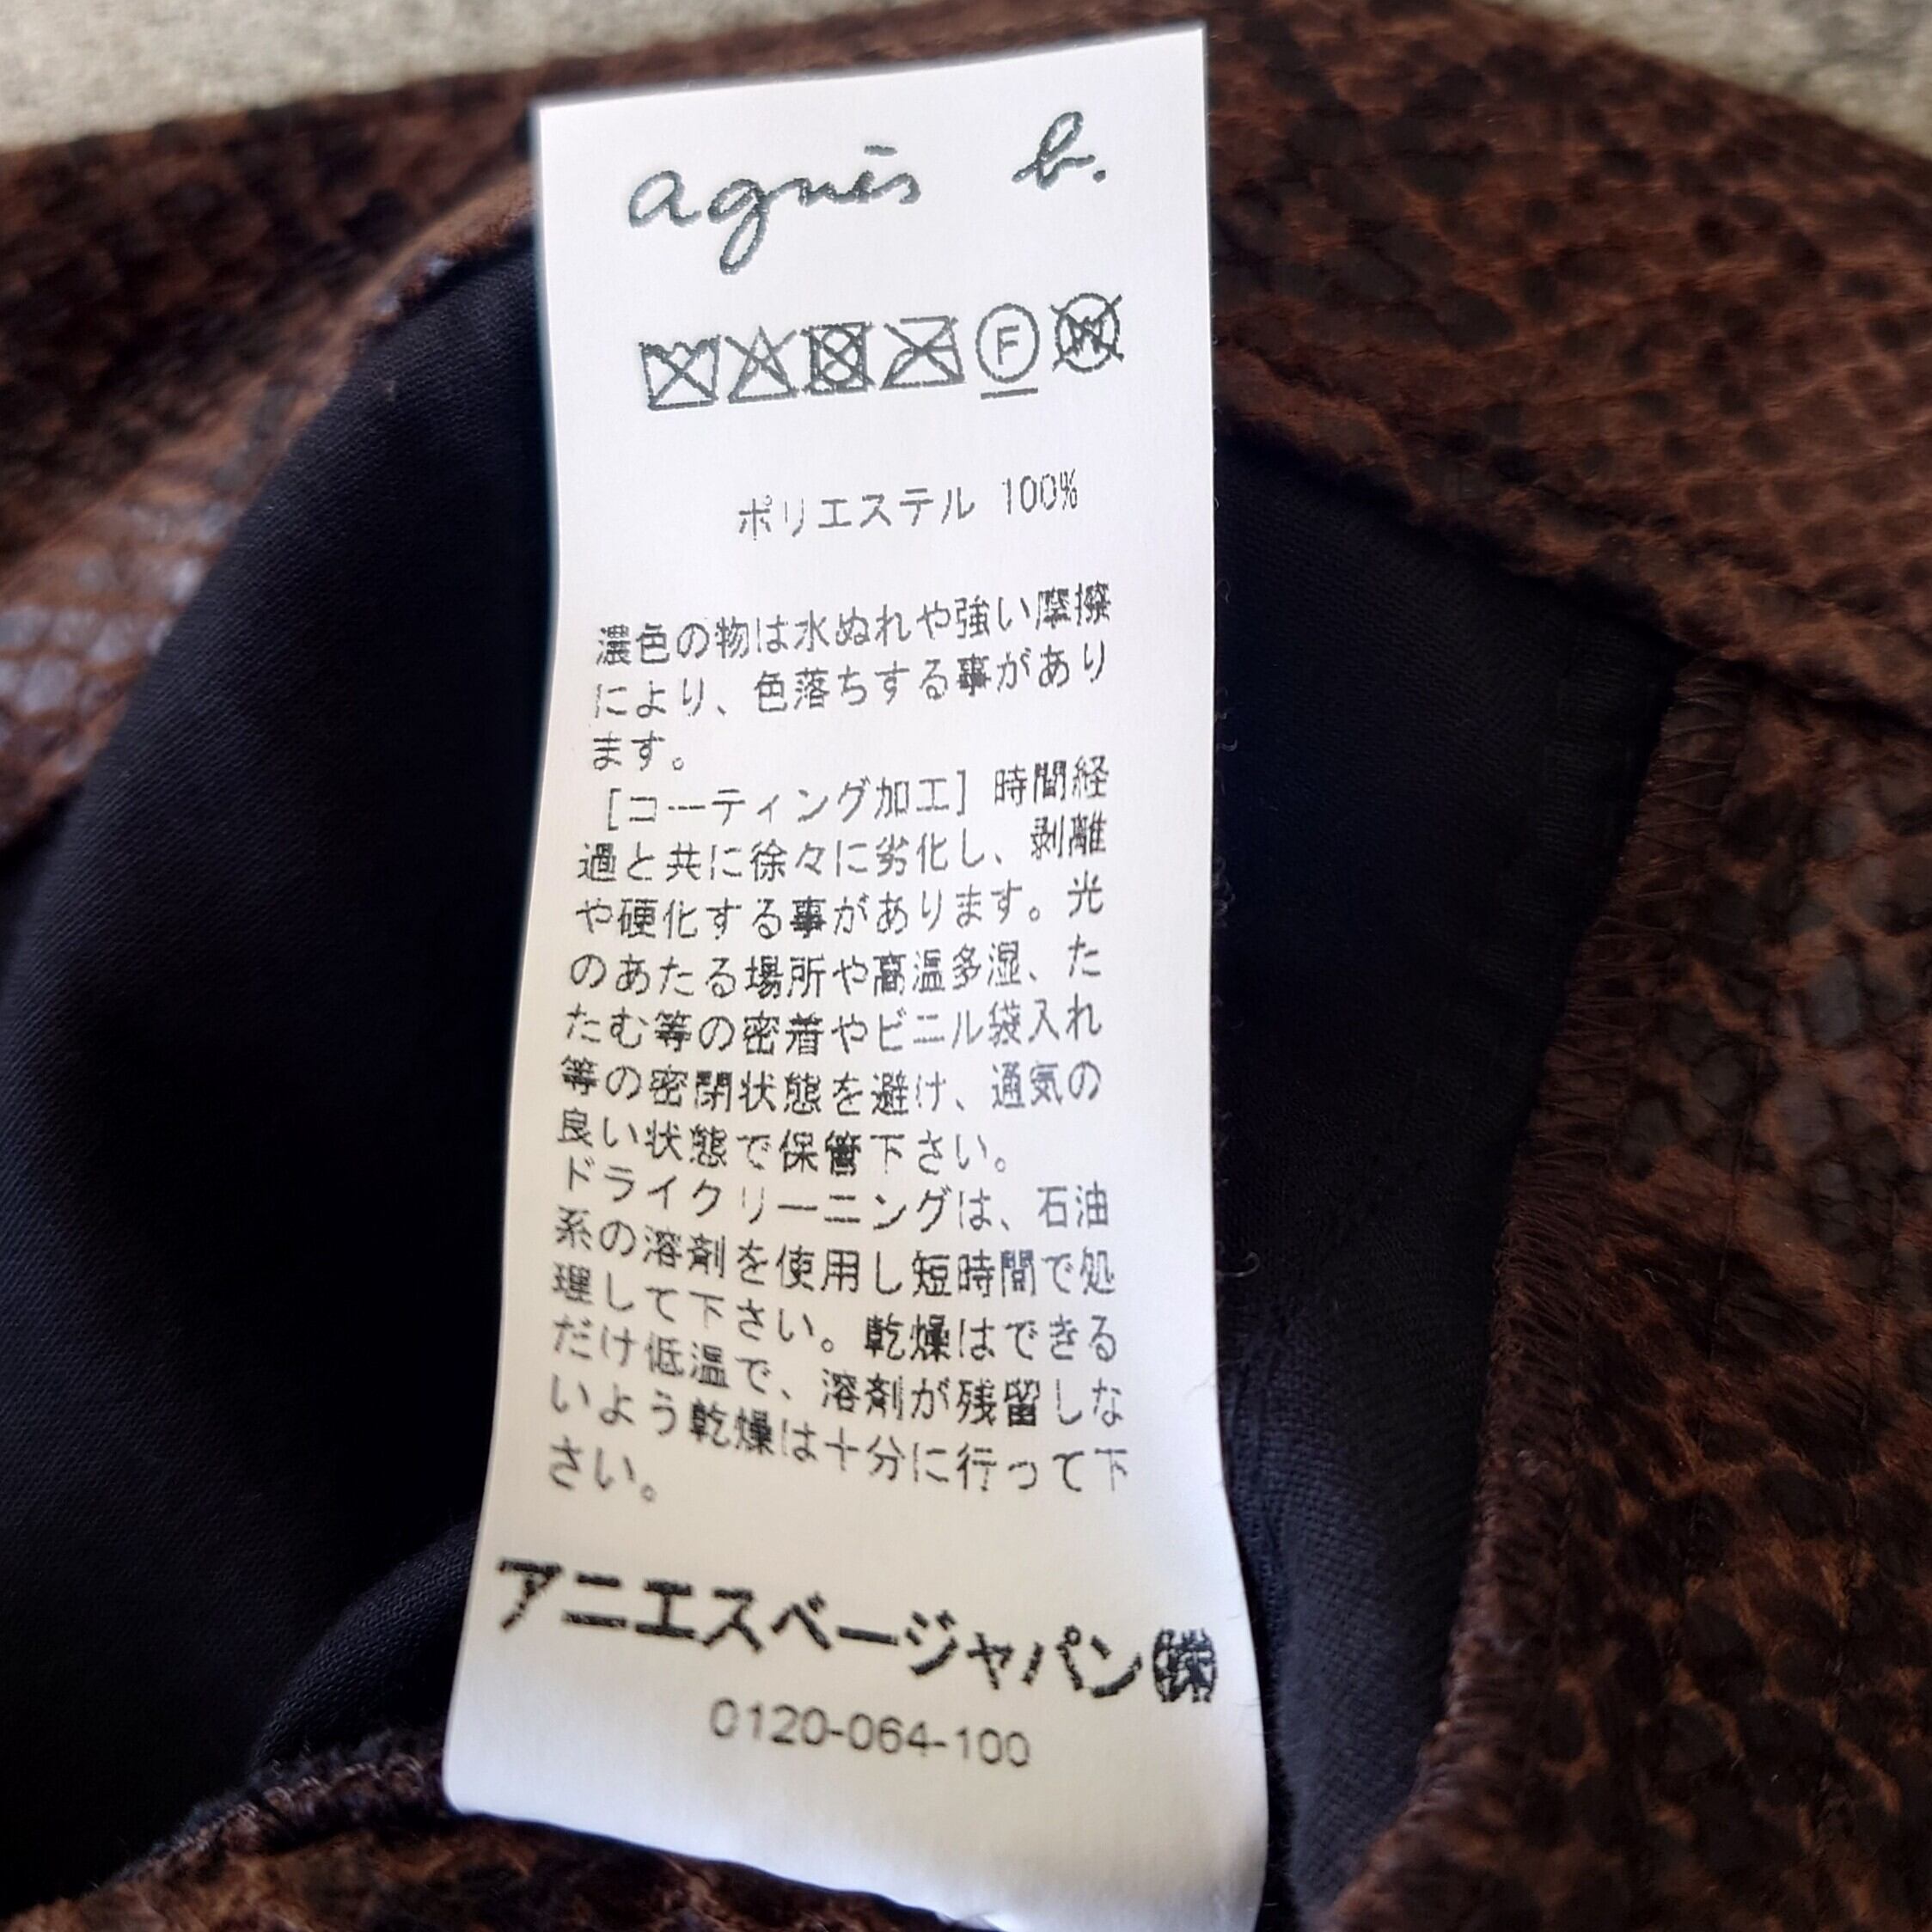 agnès b.
F
W
ポリエステル 100%
濃色の物は水ぬれや強い摩擦
により、色落ちする事があり
ます。
[コーティング加工] 時間経
過と共に徐々に劣化し、剥離
や硬化する事があります。光
のあたる場所や高温多湿、た
たむ等の密着やビニル袋入れ
等の密閉状態を避け、通気の
良い状態で保管下さい。
ドライクリーニングは、石油
系の溶剤を使用し短時間で処
理して下さい。乾燥はできる
だけ低温で、溶剤が残留しな
いよう乾燥は十分に行って下
さい。
アニエスベージャパン㈱
0120-064-100